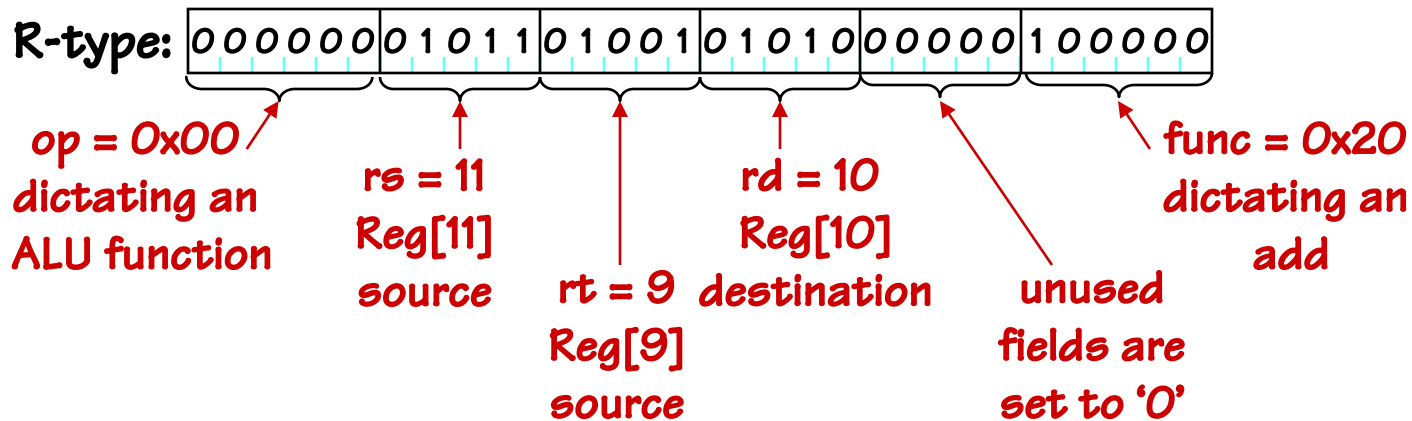 R-type: 000000 01011 01001 01010 00000 100000
op = 0x00
dictating an
ALU function
rs = 11
Reg[11]
source
rt = 9
Reg[9]
source
rd = 10
Reg[10]
destination
unused
fields are
set to ‘0’
func = 0x20
dictating an
add